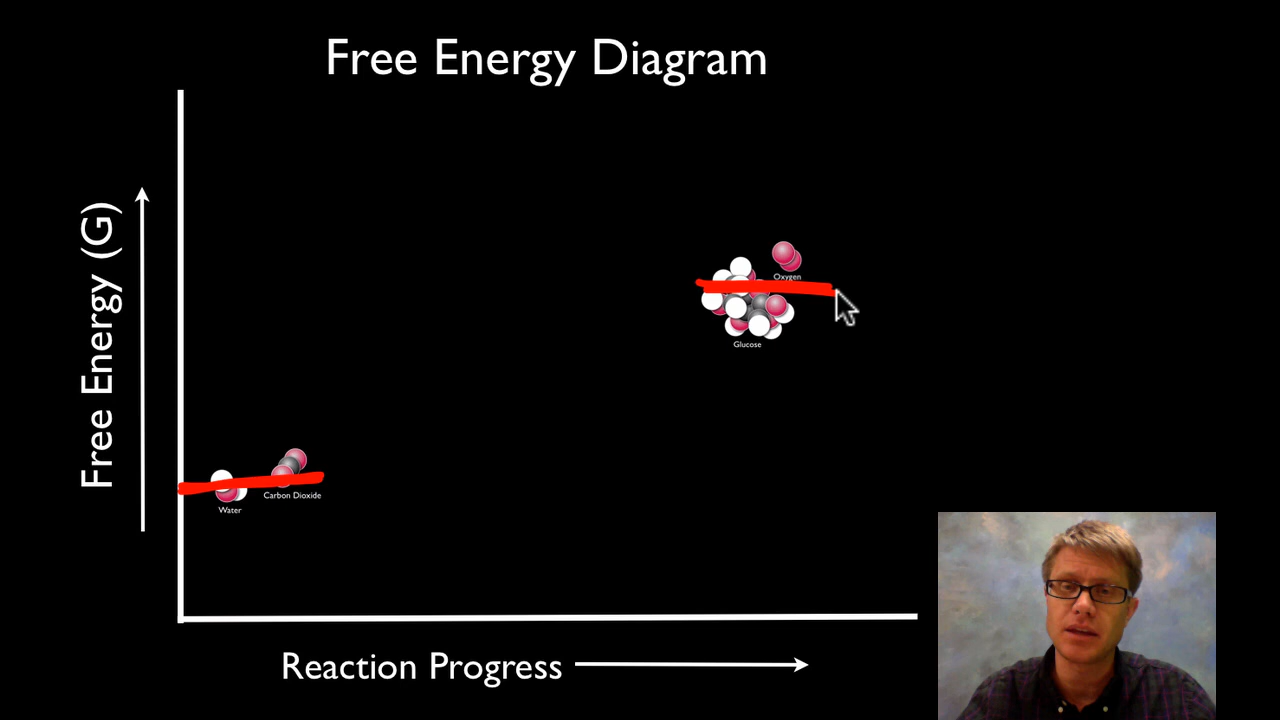 Free Energy Diagram
Free Energy (G)
Oxygen
Glucose
Carbon Dioxide
Water
Reaction Progress